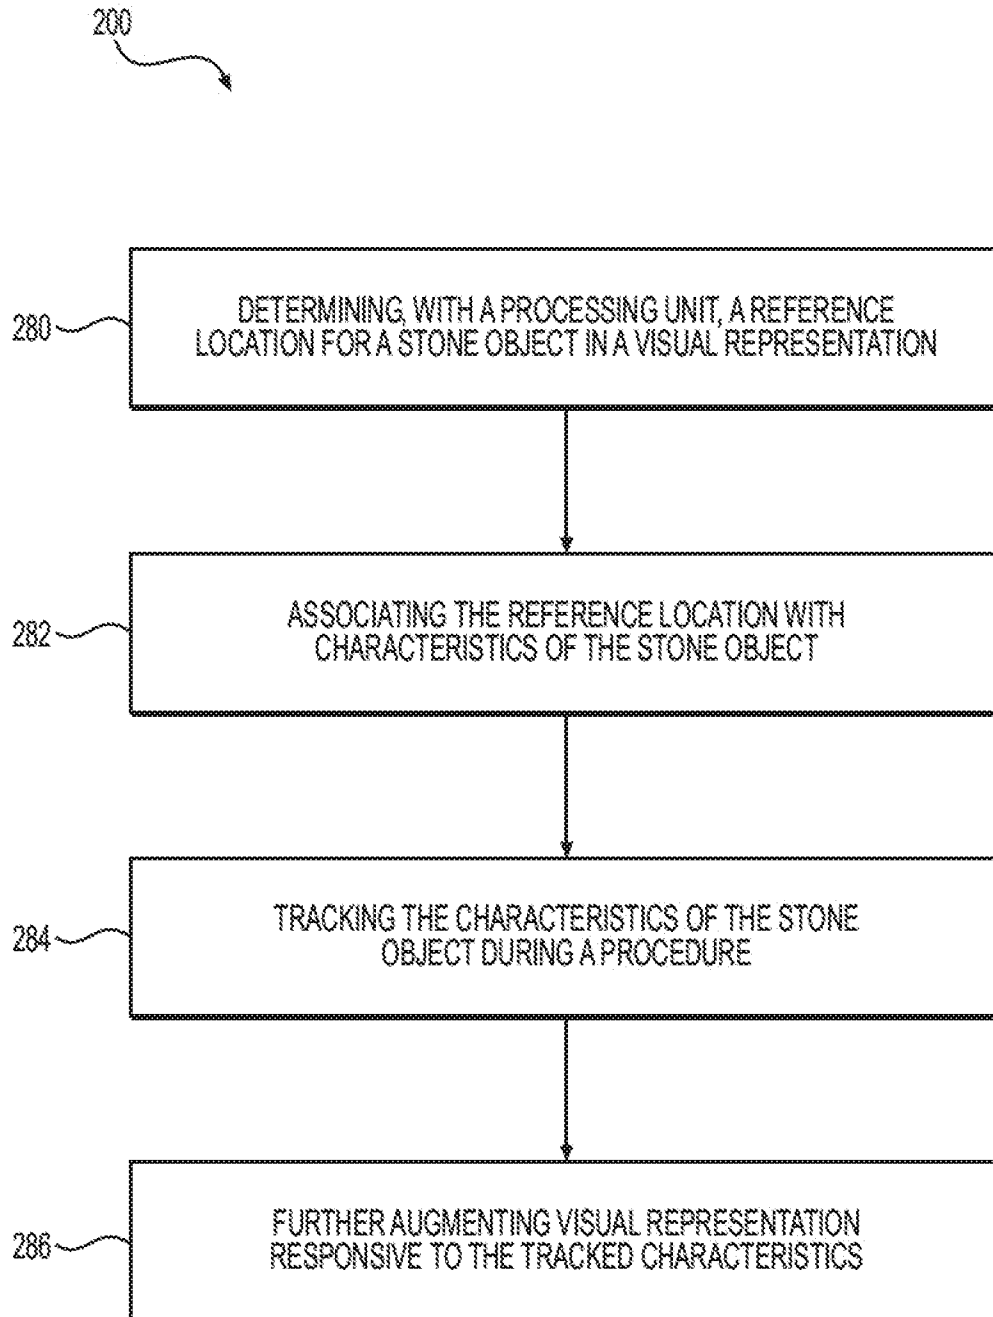 200
280
DETERMINING, WITH A PROCESSING UNIT, A REFERENCE
LOCATION FOR A STONE OBJECT IN A VISUAL REPRESENTATION
282
ASSOCIATING THE REFERENCE LOCATION WITH
CHARACTERISTICS OF THE STONE OBJECT
284
TRACKING THE CHARACTERISTICS OF THE STONE
OBJECT DURING A PROCEDURE
286
FURTHER AUGMENTING VISUAL REPRESENTATION
RESPONSIVE TO THE TRACKED CHARACTERISTICS